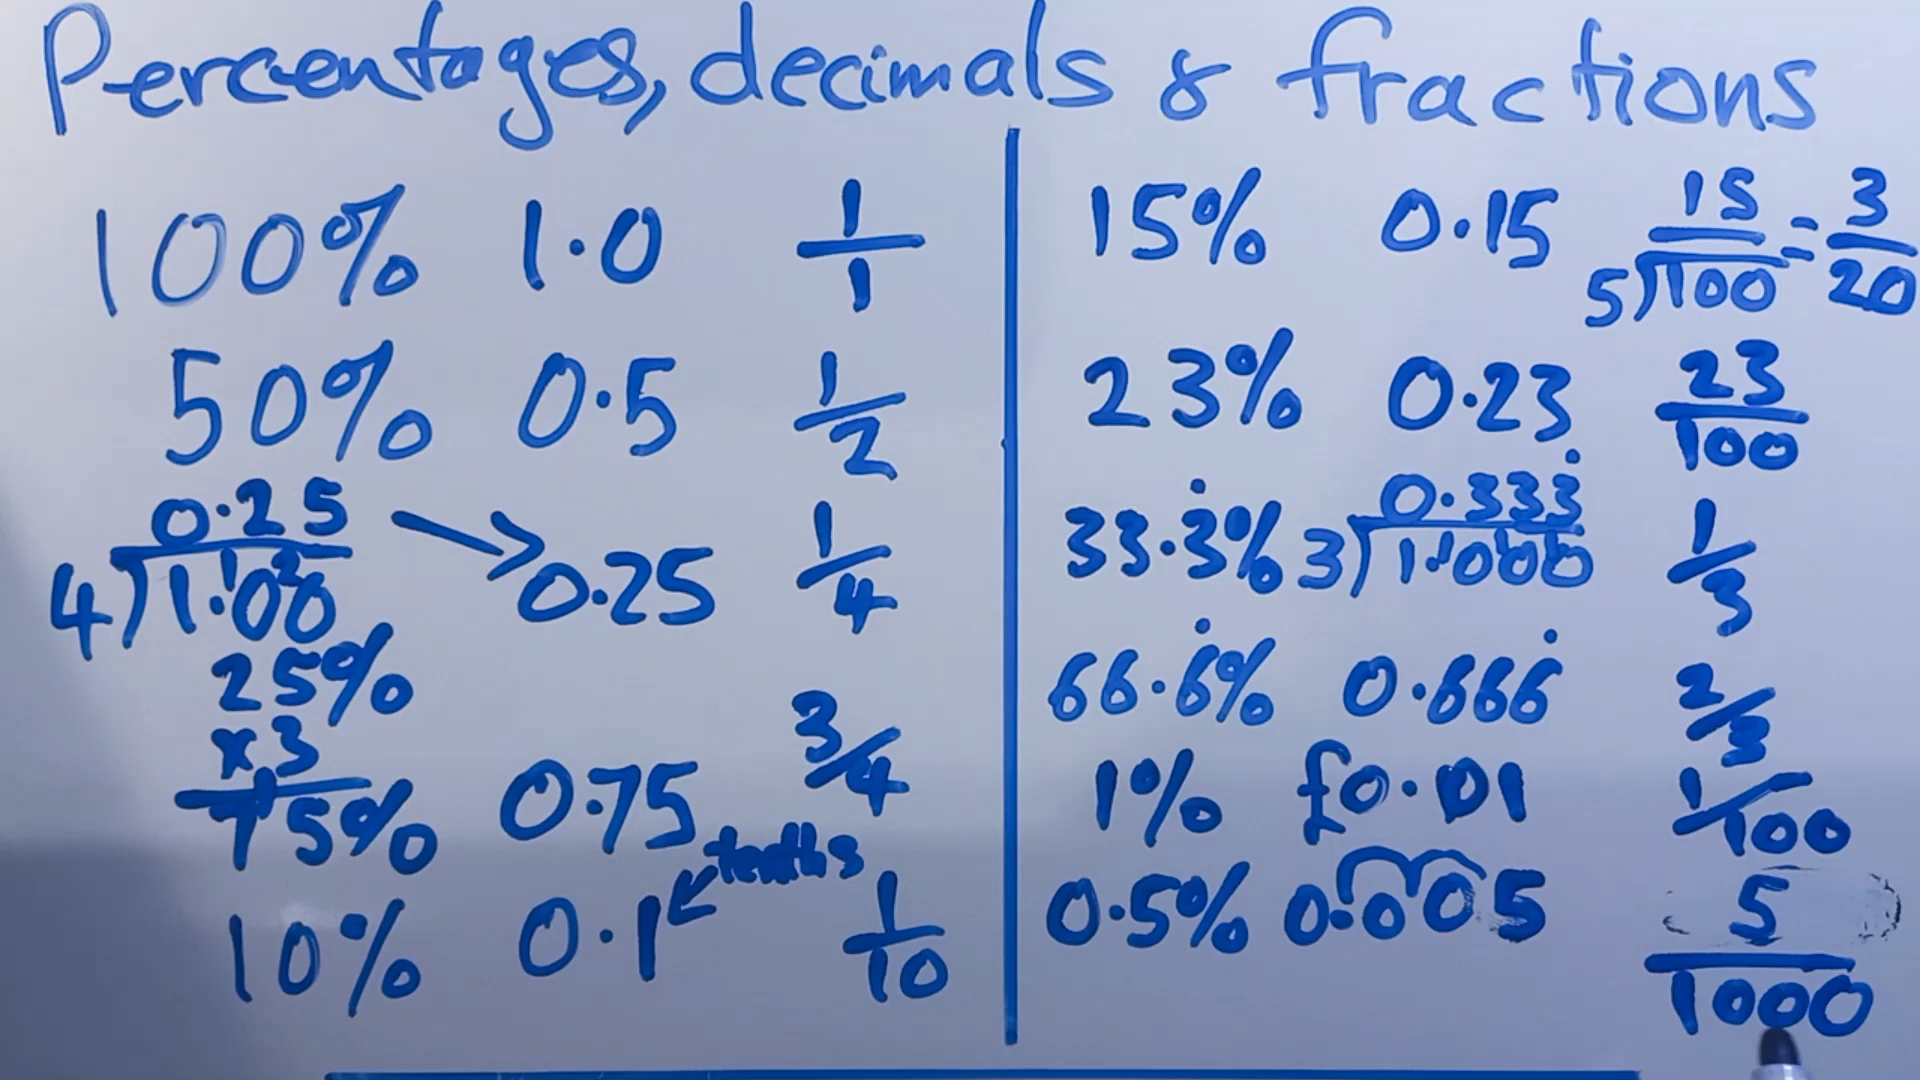 Percentages, decimals & fractions
100% 1.0 1/1
50% 0.5 1/2
0.25
4)1.¹0²0 → 0.25 1/4
25%
x3
75% 0.75 3/4
tenths
10% 0.1 ← 1/10
15% 0.15 15/100 = 3/20
5)
23% 0.23 23/100
0.333̇
33.3̇% 3)1.¹0¹0¹0 1/3
66.6̇% 0.666̇ 2/3
1% £0.01 1/100
0.5% 0.005 5/1000